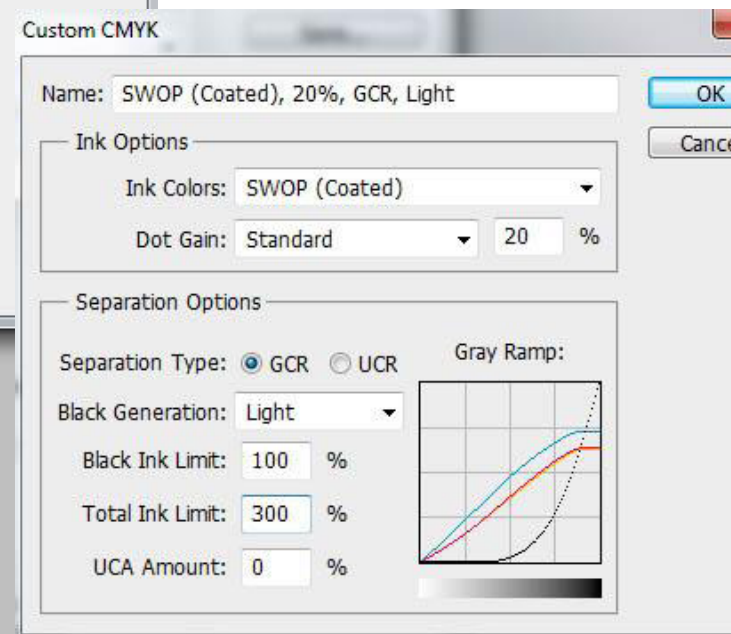 Custom CMYK
Name: SWOP (Coated), 20%, GCR, Light
OK
Cance
Ink Options
Ink Colors: SWOP (Coated)
Dot Gain: Standard 20 %
Separation Options
Separation Type: GCR UCR
Gray Ramp:
Black Generation: Light
Black Ink Limit: 100 %
Total Ink Limit: 300 %
UCA Amount: 0 %